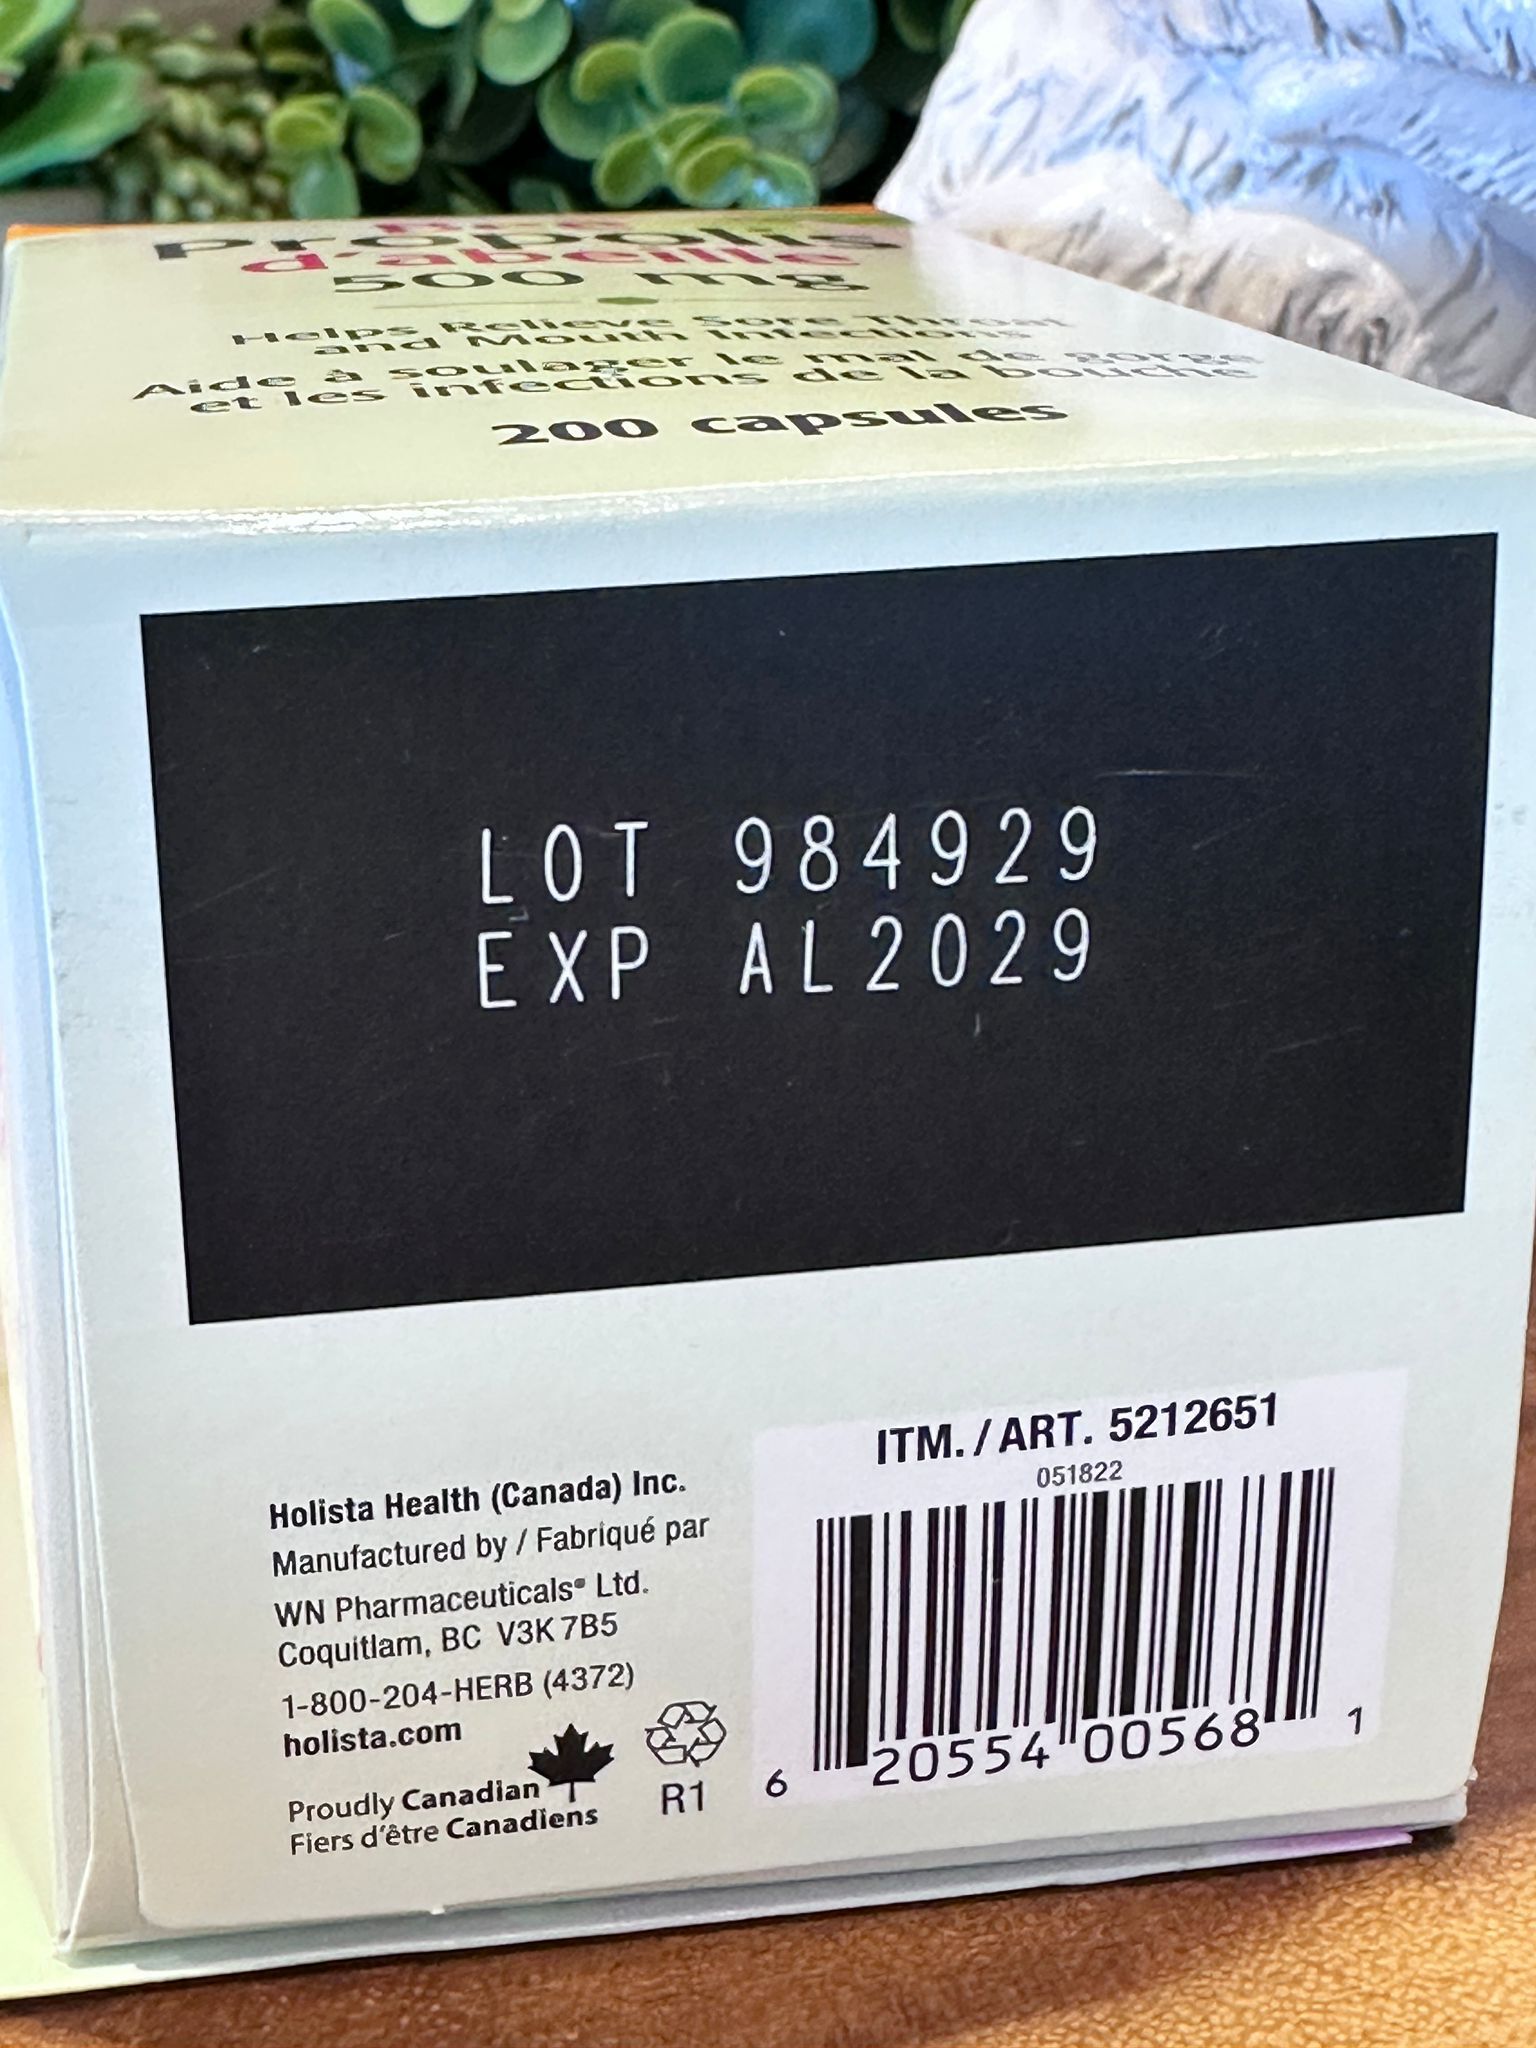 Bee
Propolis
d'abeille
500 mg
Helps Relieve Sore Throat
and Mouth Infections
Aide à soulager le mal de gorge
et les infections de la bouche
200 capsules
LOT 984929
EXP AL2029
ITM. / ART. 5212651
051822
6 20554 00568 1
Holista Health (Canada) Inc.
Manufactured by / Fabriqué par
WN Pharmaceuticals® Ltd.
Coquitlam, BC V3K 7B5
1-800-204-HERB (4372)
holista.com
Proudly Canadian
Fiers d'être Canadiens
R1